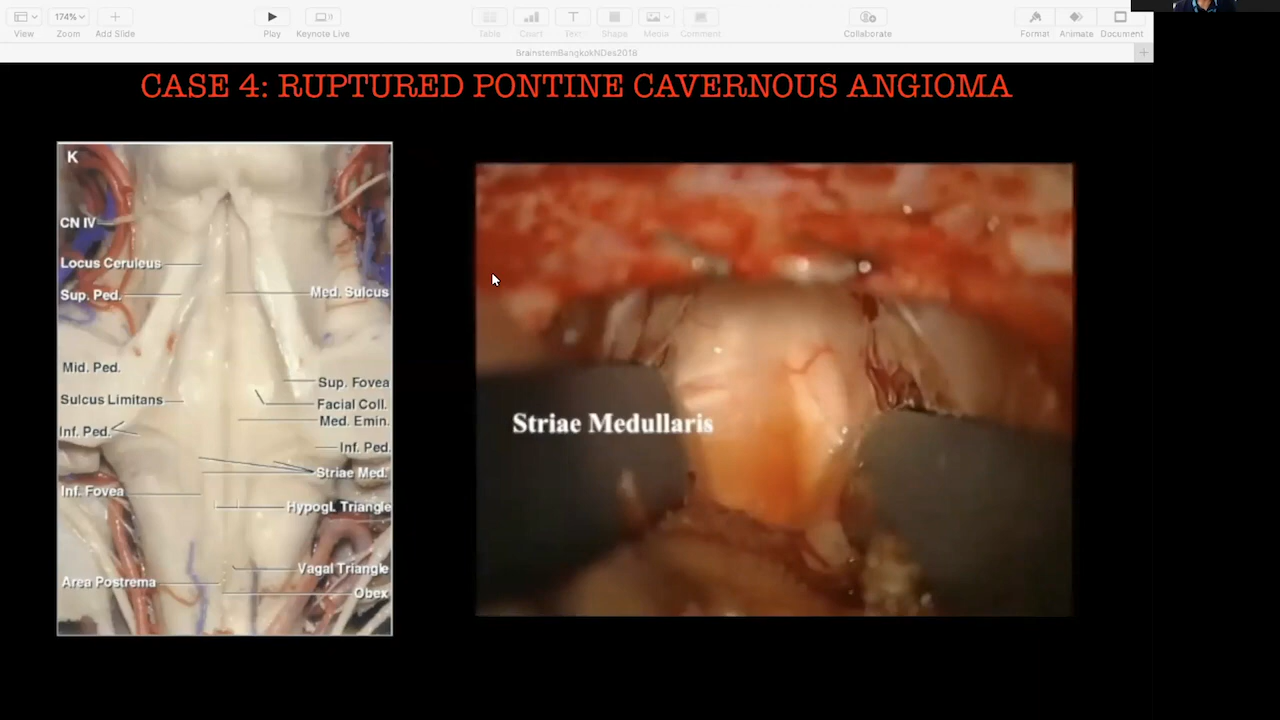 174%
View
Zoom
Add Slide
Play
Keynote Live
Table
Chart
Text
Shape
Media
Comment
Collaborate
Format
Animate
Document
BrainstemBangkokNDes2018
CASE 4: RUPTURED PONTINE CAVERNOUS ANGIOMA
K
CN IV
Locus Ceruleus
Sup. Ped.
Med. Sulcus
Mid. Ped.
Sup. Fovea
Sulcus Limitans
Facial Coll.
Med. Emin.
Inf. Ped.
Inf. Ped.
Striae Med.
Inf. Fovea
Hypogl. Triangle
Vagal Triangle
Area Postrema
Obex
Striae Medullaris